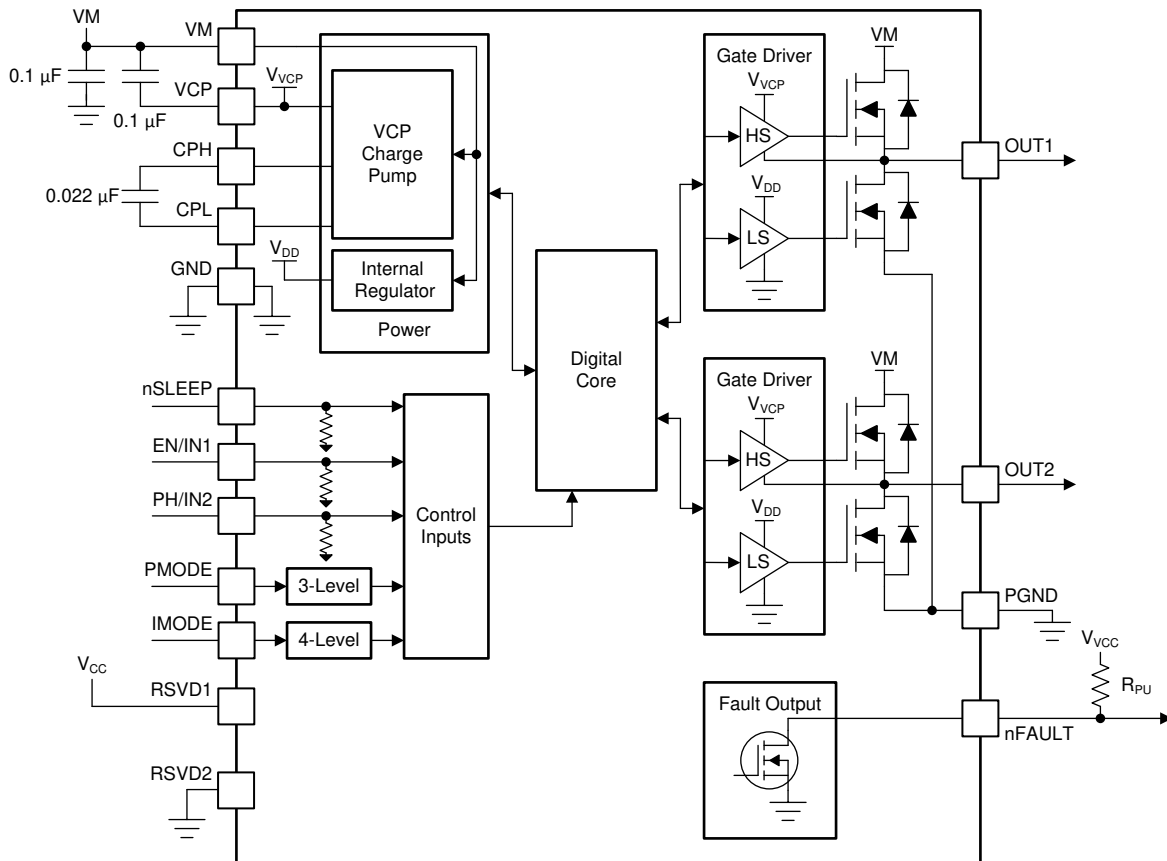 VM
VM
0.1 µF
VCP
0.1 µF
V_VCP
CPH
0.022 µF
CPL
V_DD
GND
VCP
Charge
Pump
Internal
Regulator
Power
nSLEEP
EN/IN1
PH/IN2
PMODE
3-Level
IMODE
4-Level
Control
Inputs
V_CC
RSVD1
RSVD2
Digital
Core
Gate Driver
V_VCP
HS
V_DD
LS
VM
OUT1
Gate Driver
V_VCP
HS
V_DD
LS
VM
OUT2
PGND
V_VCC
R_PU
nFAULT
Fault Output